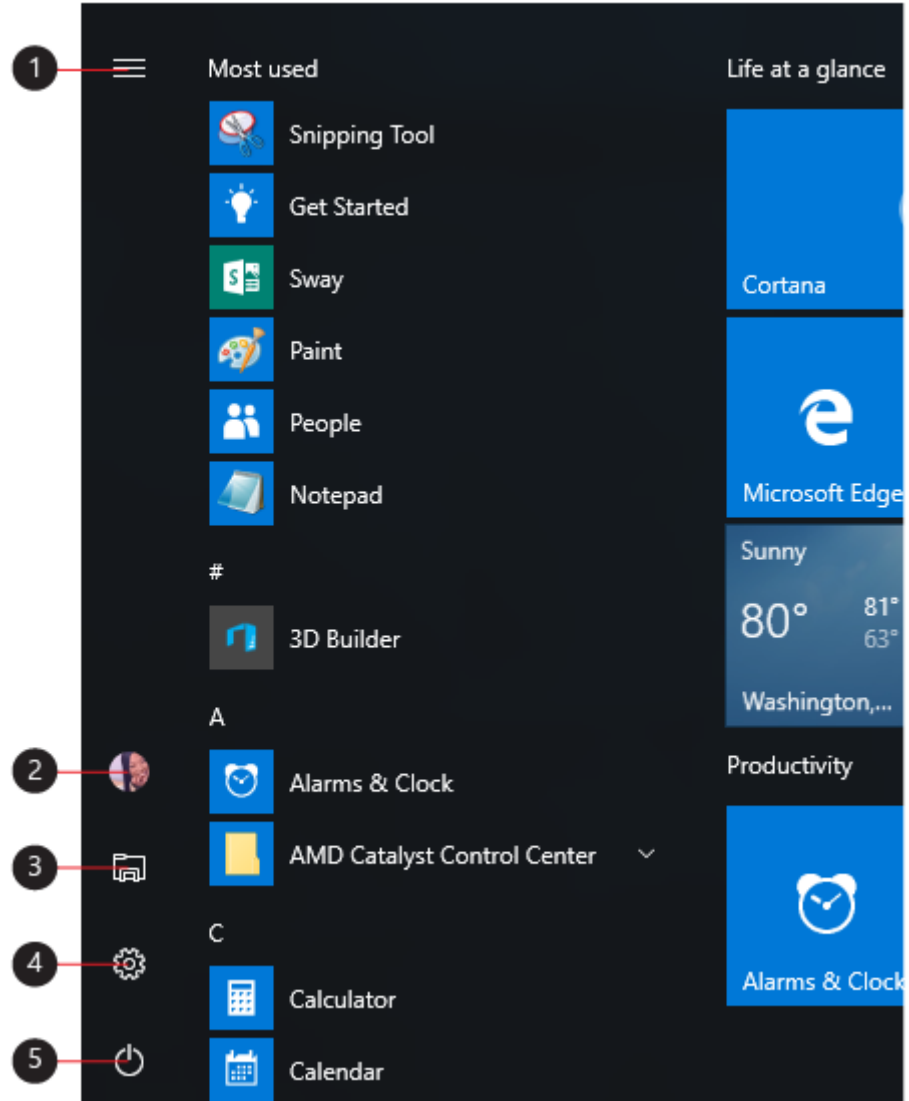 1
Most used
Snipping Tool
Get Started
Sway
Paint
People
Notepad
#
3D Builder
A
2
Alarms & Clock
3
AMD Catalyst Control Center
C
4
Calculator
5
Calendar
Life at a glance
Cortana
Microsoft Edge
Sunny
80° 81°
63°
Washington,...
Productivity
Alarms & Clock